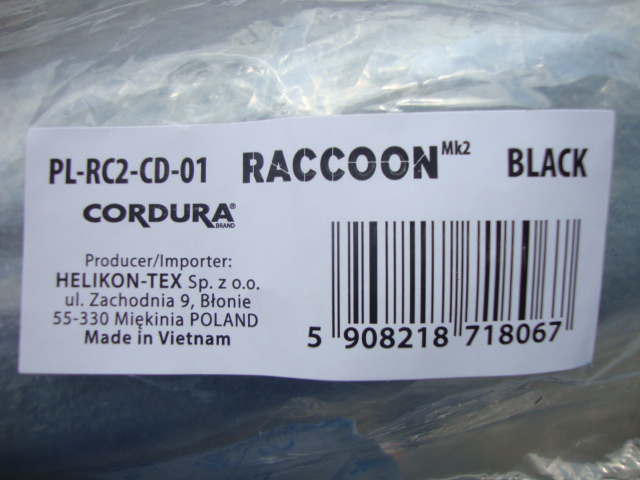 PL-RC2-CD-01 RACCOON Mk2 BLACK
CORDURA® BRAND
Producer/Importer:
HELIKON-TEX Sp. z o.o.
ul. Zachodnia 9, Błonie
55-330 Miękinia POLAND
Made in Vietnam
5 908218 718067